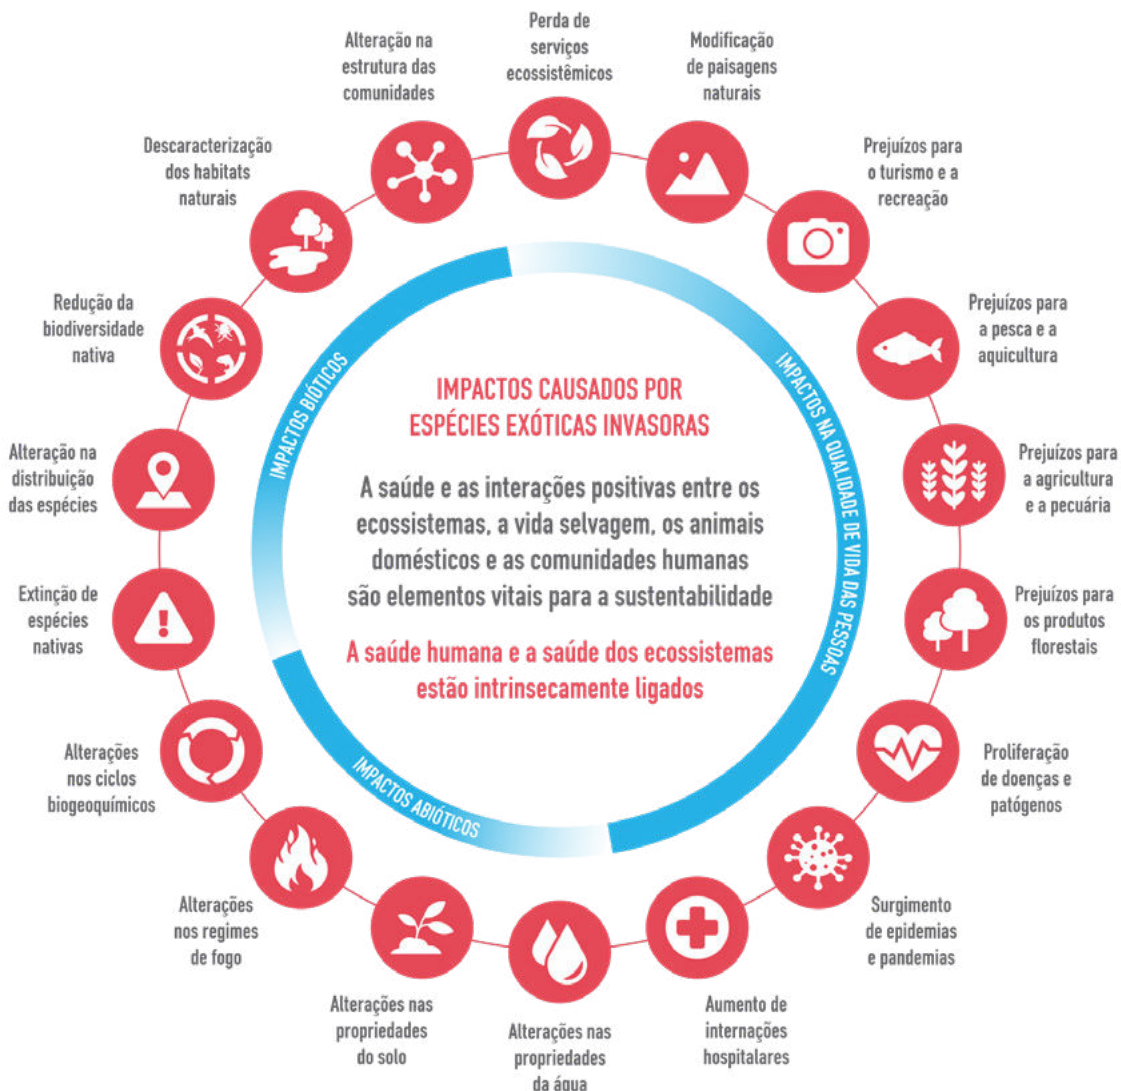 Perda de
serviços
ecossistêmicos
Modificação
de paisagens
naturais
Prejuízos para
o turismo e a
recreação
Prejuízos para
a pesca e a
aquicultura
Prejuízos para
a agricultura
e a pecuária
Prejuízos para
os produtos
florestais
Proliferação
de doenças e
patógenos
Surgimento
de epidemias
e pandemias
Aumento de
internações
hospitalares
Alterações nas
propriedades
da água
Alterações nas
propriedades
do solo
Alterações
nos regimes
de fogo
Alterações
nos ciclos
biogeoquímicos
Extinção de
espécies
nativas
Alteração na
distribuição
das espécies
Redução da
biodiversidade
nativa
Descaracterização
dos habitats
naturais
Alteração na
estrutura das
comunidades
IMPACTOS BIÓTICOS
IMPACTOS NA QUALIDADE DE VIDA DAS PESSOAS
IMPACTOS ABIÓTICOS
IMPACTOS CAUSADOS POR
ESPÉCIES EXÓTICAS INVASORAS
A saúde e as interações positivas entre os
ecossistemas, a vida selvagem, os animais
domésticos e as comunidades humanas
são elementos vitais para a sustentabilidade
A saúde humana e a saúde dos ecossistemas
estão intrinsecamente ligados